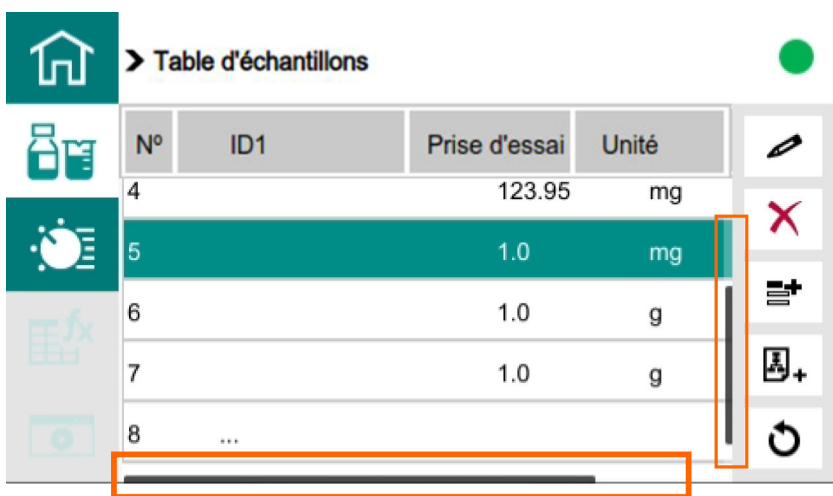 Table d'échantillons
Nº ID1 Prise d'essai Unité
4 123.95 mg
5 1.0 mg
6 1.0 g
7 1.0 g
8 ...
fx